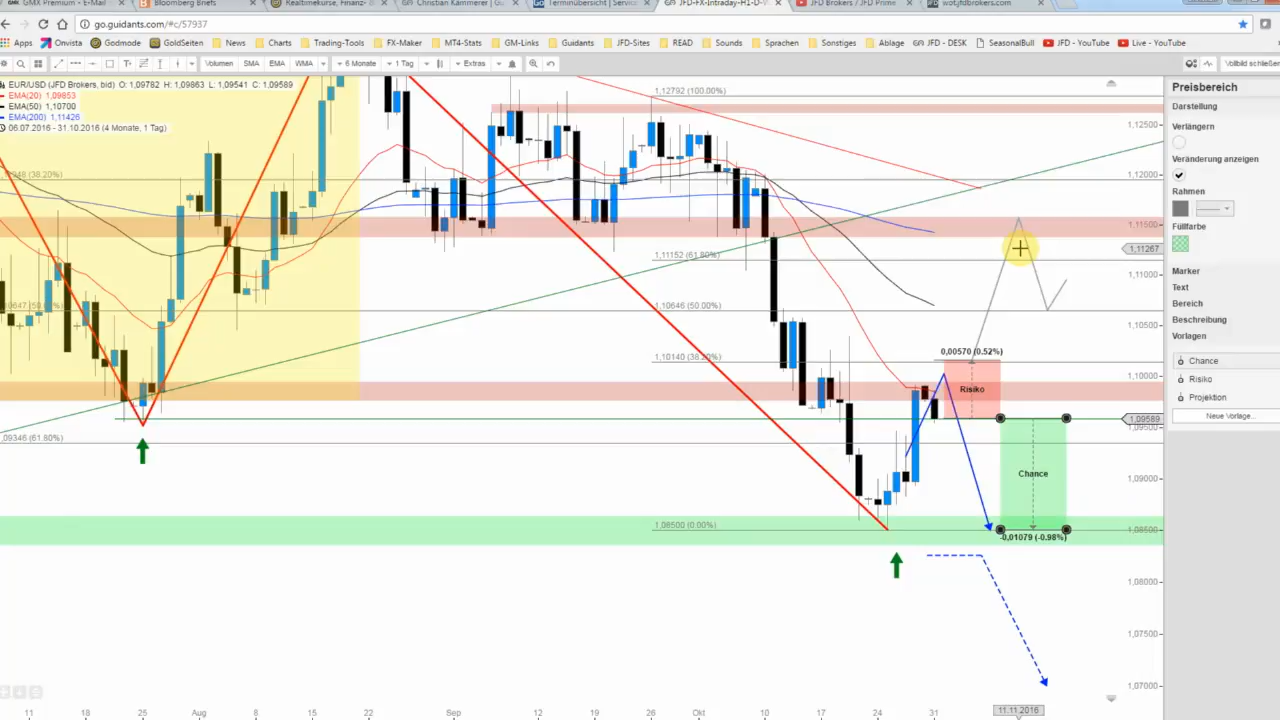 GMX Premium - E-Mail
Bloomberg Briefs
Realtimekurse, Finanz-
Christian Kämmerer - Gui
Terminübersicht | Service
JFD-FX-Intraday-H1-D-V
JFD Brokers / JFD Prime
wot.jfdbrokers.com
go.guidants.com/#c/57937
Apps Onvista Godmode GoldSeiten News Charts Trading-Tools FX-Maker MT4-Stats GM-Links Guidants JFD-Sites READ Sounds Sprachen Sonstiges Ablage JFD - DESK SeasonalBull JFD - YouTube Live - YouTube
Volumen SMA EMA WMA 6 Monate 1 Tag Extras Vollbild schließen
EUR/USD (JFD Brokers, bid) O: 1,09782 H: 1,09863 L: 1,09541 C: 1,09589
EMA(20) 1,09853
EMA(50) 1,10700
EMA(200) 1,11426
06.07.2016 - 31.10.2016 (4 Monate, 1 Tag)
1,12792 (100.00%)
1,12500
1,12000
1,11500
1,11267
1,11152 (61.80%)
1,11000
1,10646 (50.00%)
1,10500
0,00570 (0.52%)
1,10140 (38.20%)
1,10000
Risiko
1,09589
1,09500
,09346 (61.80%)
1,09000
Chance
1,08500 (0.00%)
1,08500
-0,01079 (-0.98%)
1,08000
1,07500
1,07000
11 18 25 Aug 8 15 22 Sep 12 19 26 Okt 10 17 24 31 11.11.2016
Preisbereich
Darstellung
Verlängern
Veränderung anzeigen
Rahmen
Füllfarbe
Marker
Text
Bereich
Beschreibung
Vorlagen
Chance
Risiko
Projektion
Neue Vorlage...